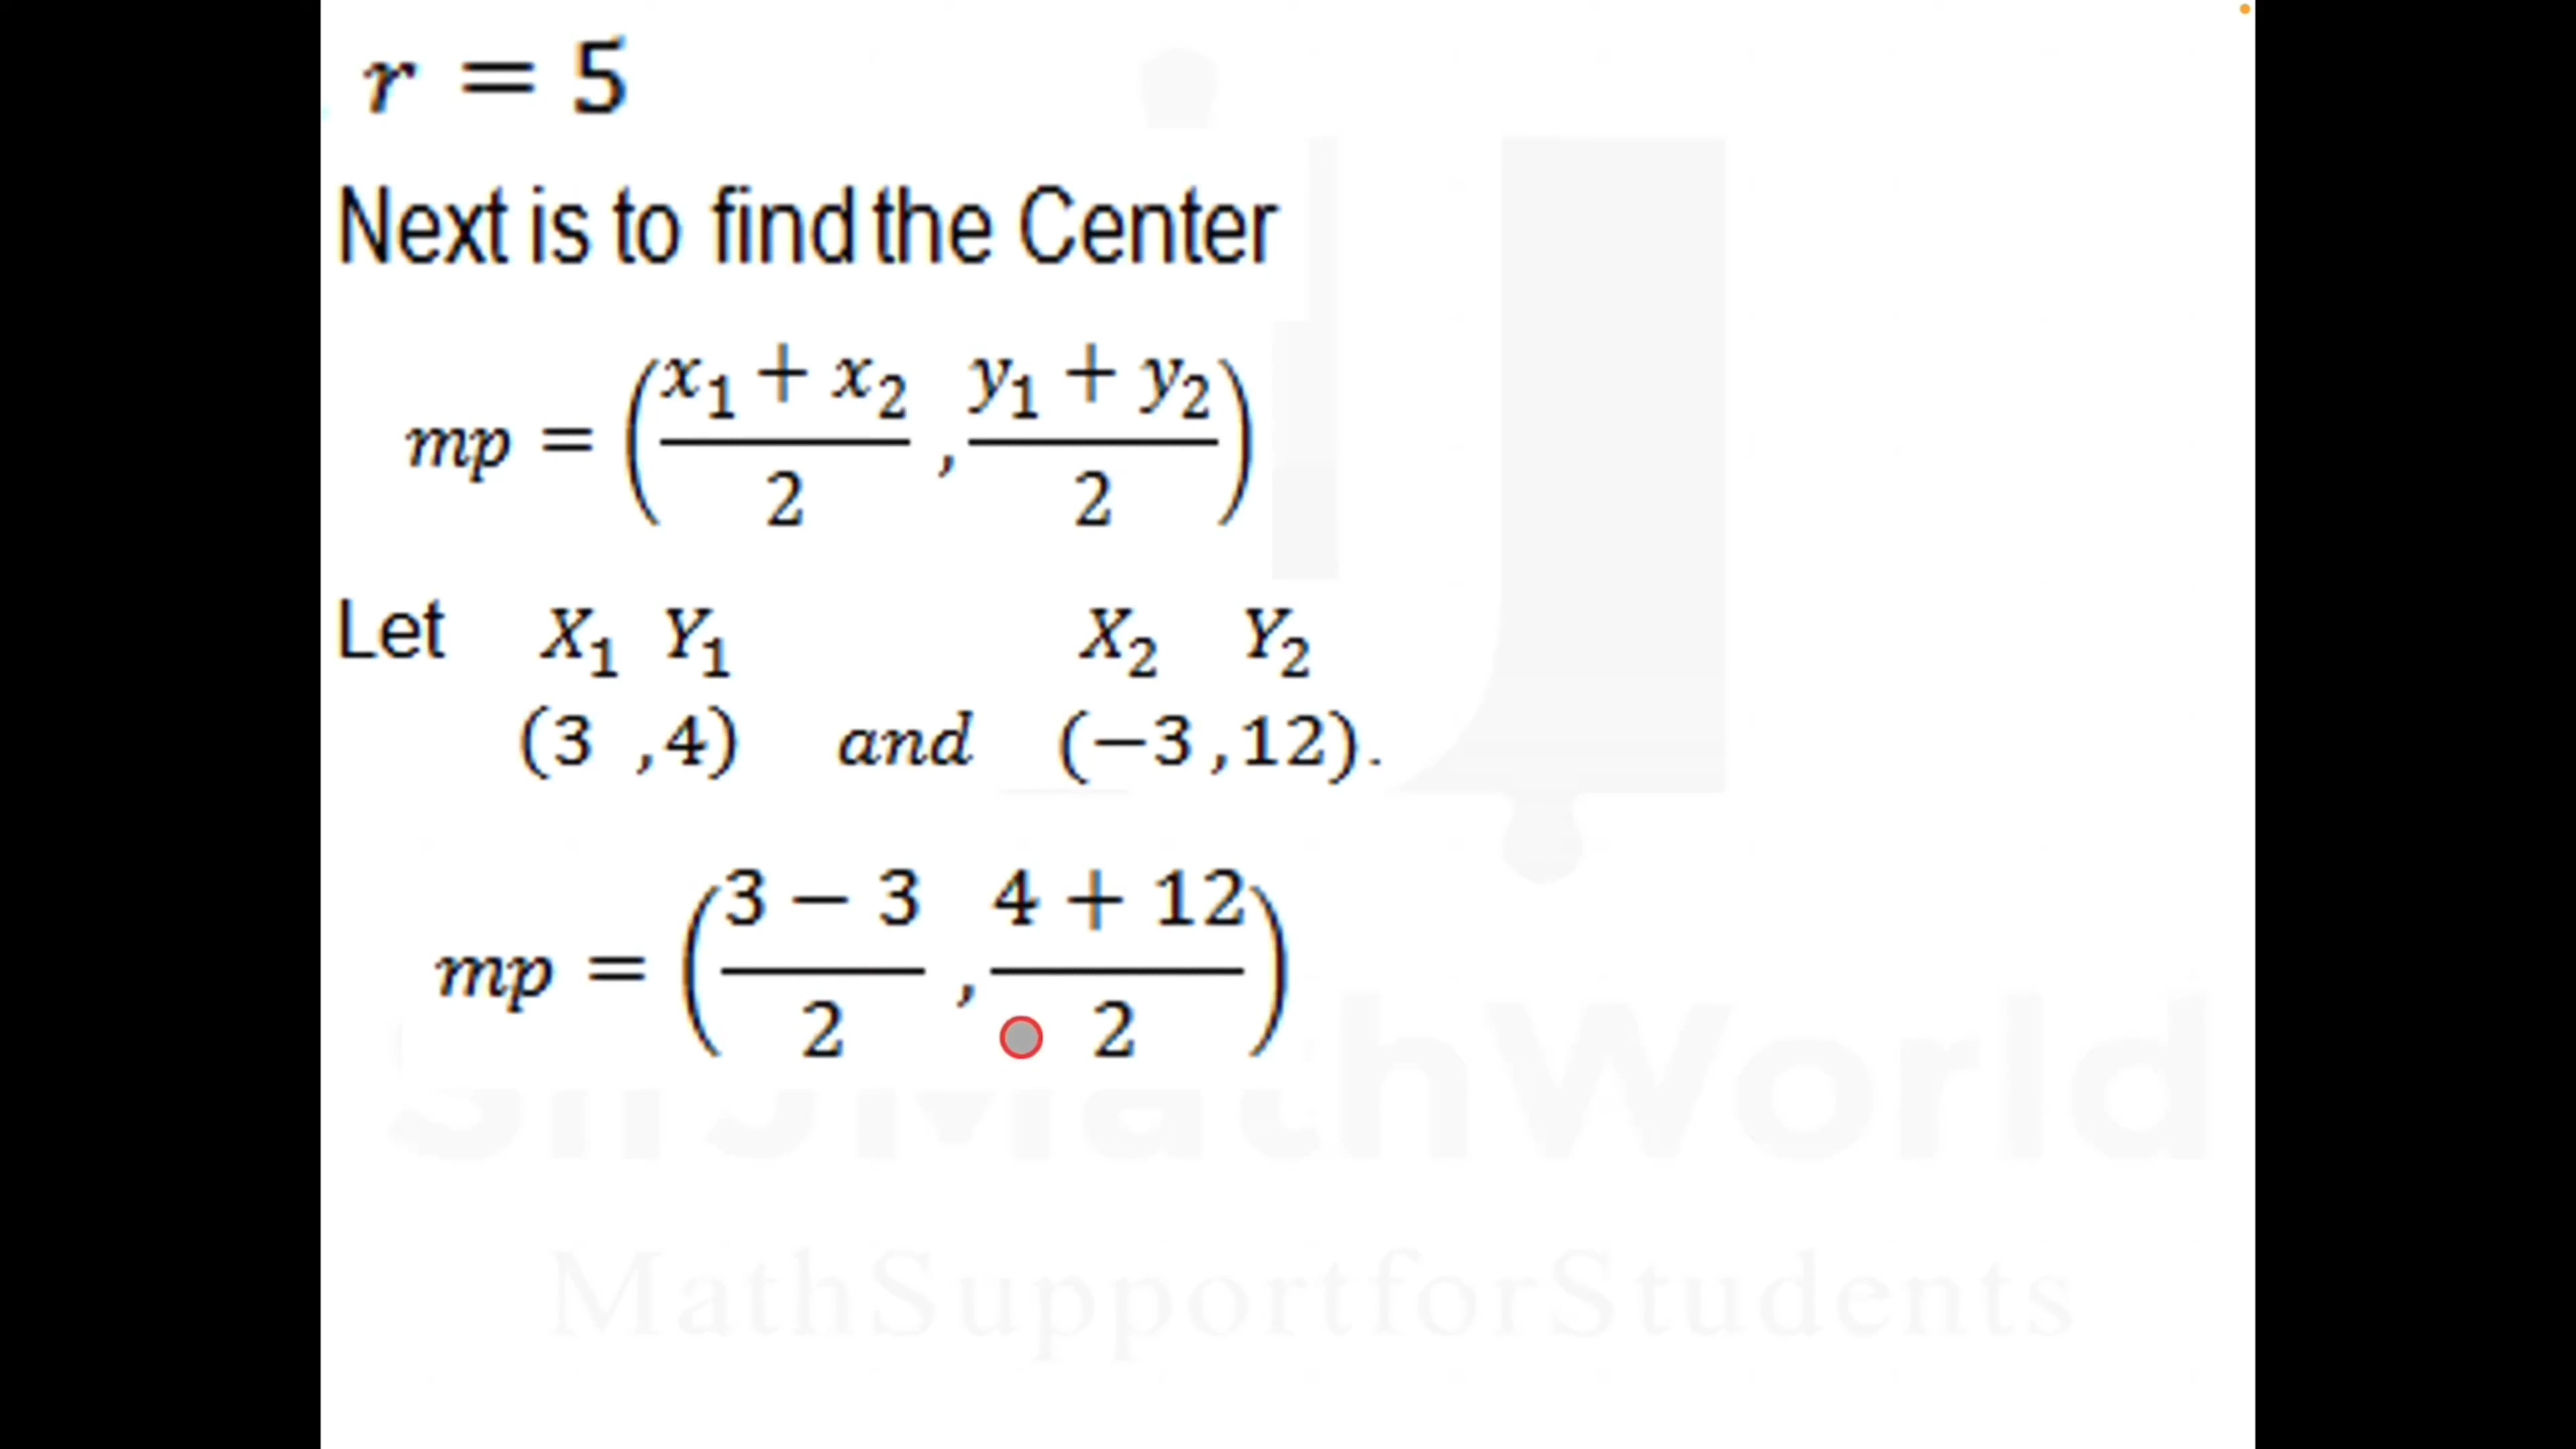 r = 5
Next is to find the Center
mp = (x₁ + x₂ / 2 , y₁ + y₂ / 2)
Let X₁ Y₁ X₂ Y₂
(3 ,4) and (−3 ,12).
mp = (3 − 3 / 2 , 4 + 12 / 2)
SirJMathWorld
MathSupportforStudents